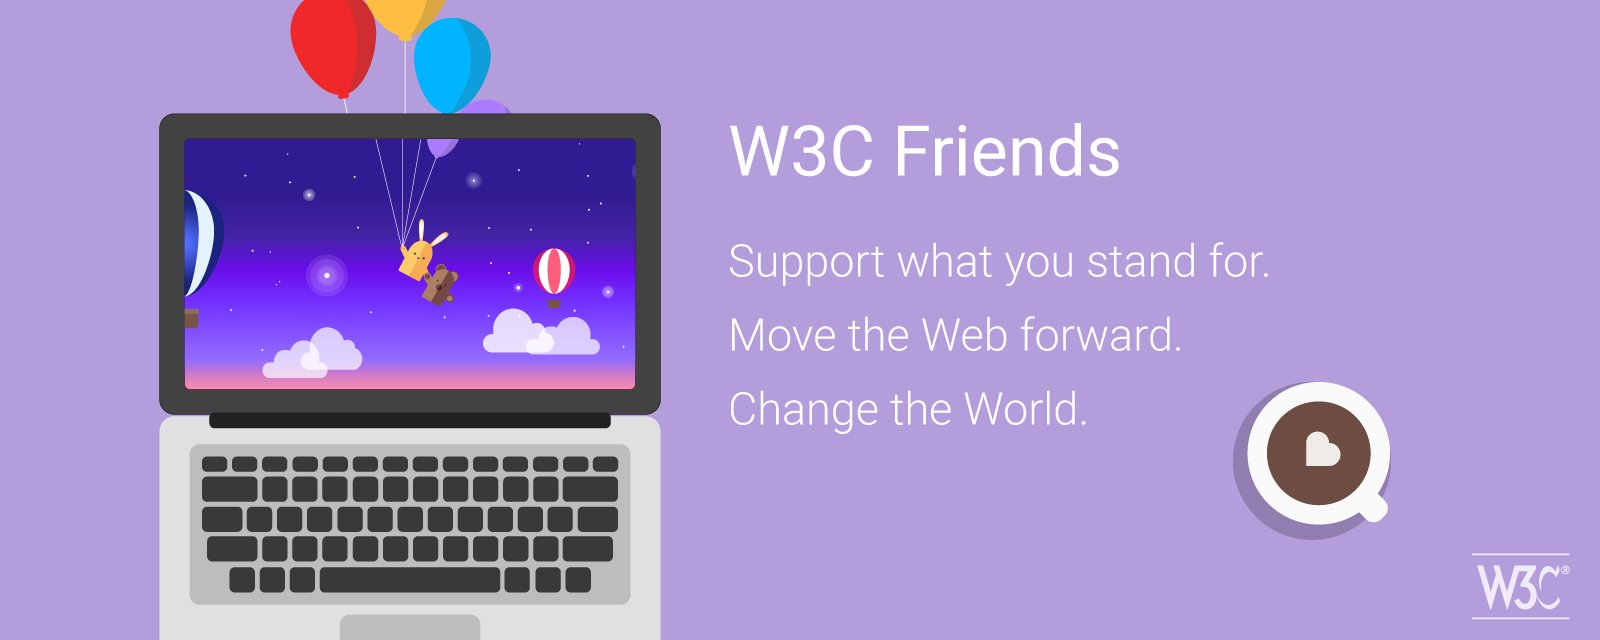 W3C Friends
Support what you stand for.
Move the Web forward.
Change the World.
W3C®